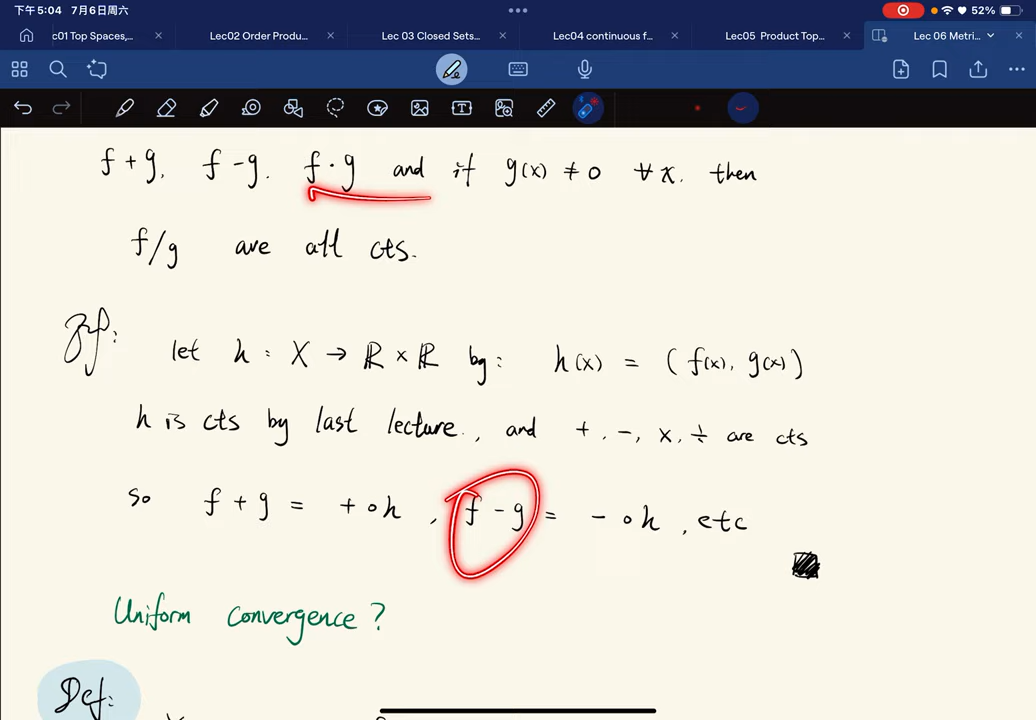 下午5:04 7月6日周六 52%
c01 Top Spaces,... Lec02 Order Produ... Lec 03 Closed Sets... Lec04 continuous f... Lec05 Product Top... Lec 06 Metri...
f + g, f - g, f · g and if g(x) ≠ 0 ∀ x, then
f/g are all cts.
Pf:
let h : X → ℝ × ℝ by: h(x) = (f(x), g(x))
h is cts by last lecture, and +, -, ×, ÷ are cts
so f + g = + ∘ h, f - g = - ∘ h, etc
Uniform convergence?
Def: